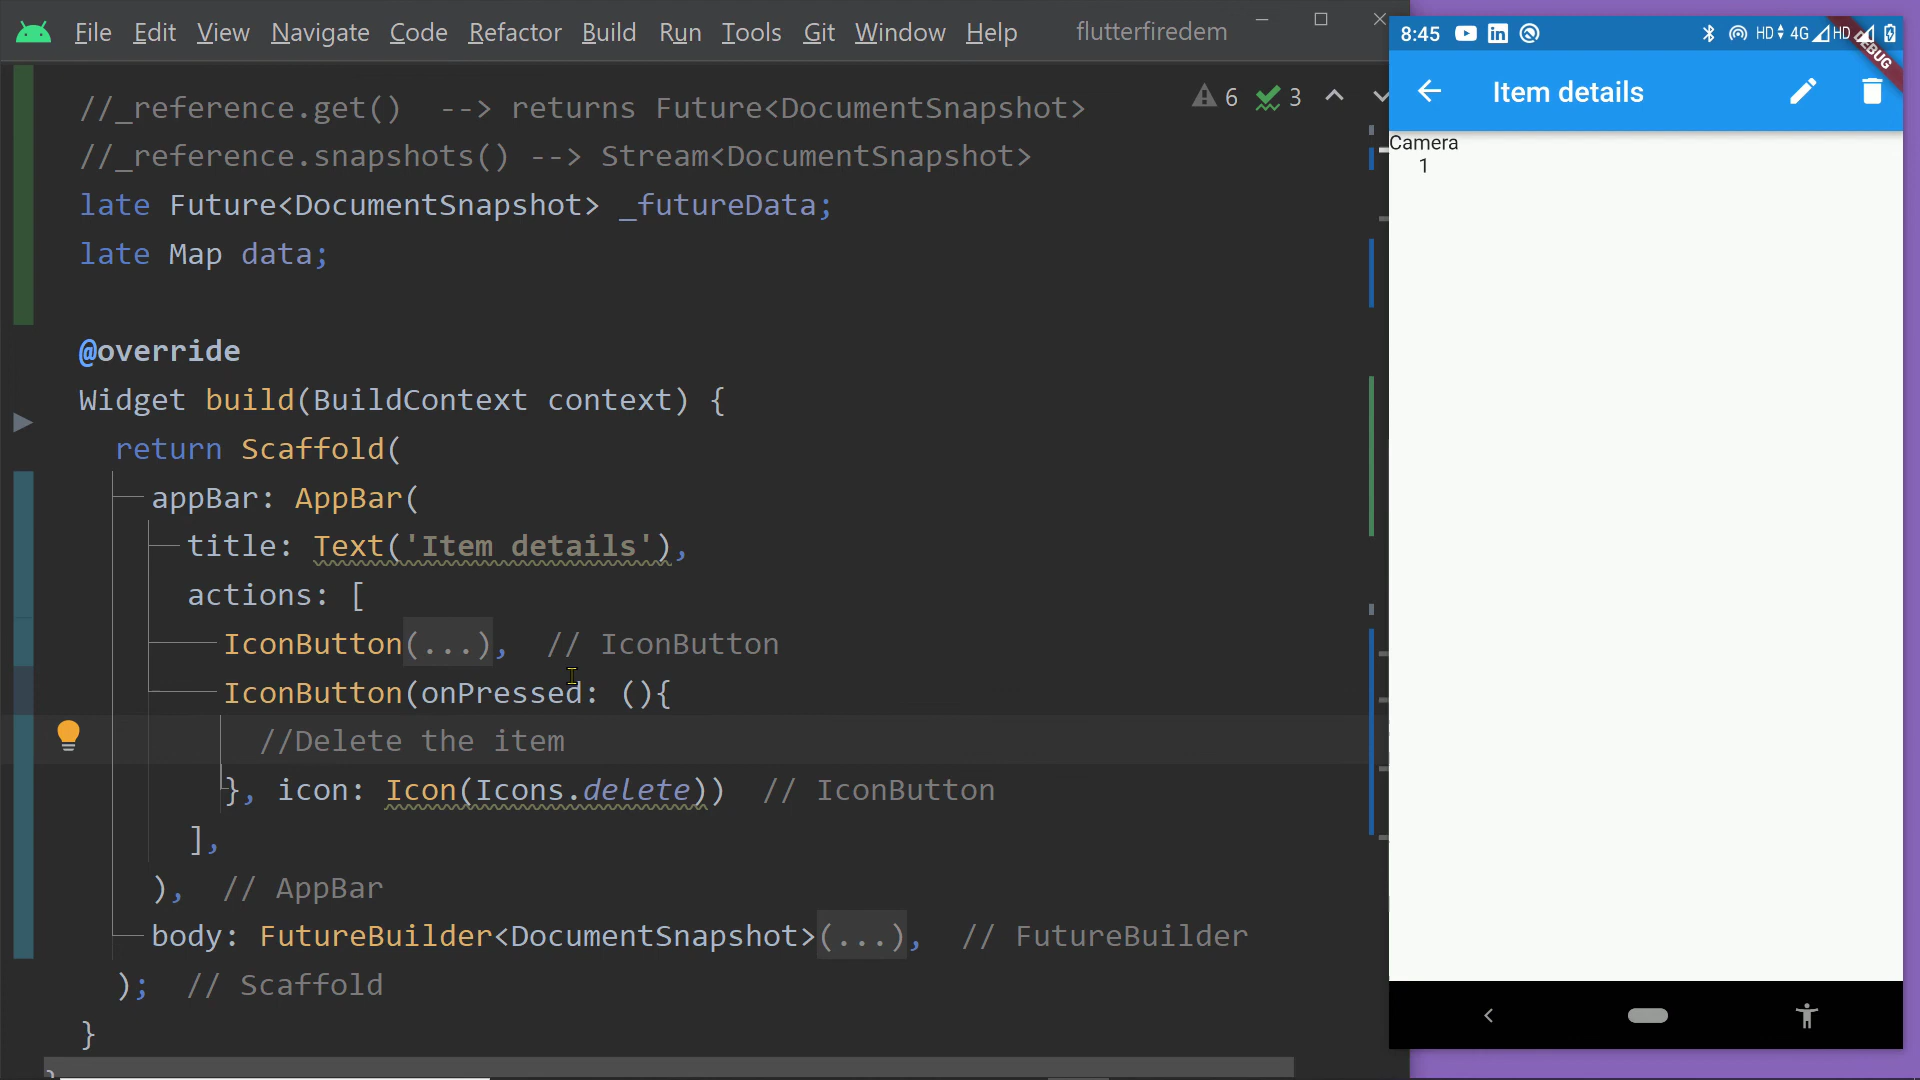 File Edit View Navigate Code Refactor Build Run Tools Git Window Help flutterfiredem
//_reference.get() --> returns Future<DocumentSnapshot>
6 3
//_reference.snapshots() --> Stream<DocumentSnapshot>
late Future<DocumentSnapshot> _futureData;
late Map data;
@override
Widget build(BuildContext context) {
return Scaffold(
appBar: AppBar(
title: Text('Item details'),
actions: [
IconButton(...), // IconButton
IconButton(onPressed: (){
//Delete the item
}, icon: Icon(Icons.delete)) // IconButton
],
), // AppBar
body: FutureBuilder<DocumentSnapshot>(...), // FutureBuilder
); // Scaffold
}
}
8:45 HD 4G HD
DEBUG
Item details
Camera
1